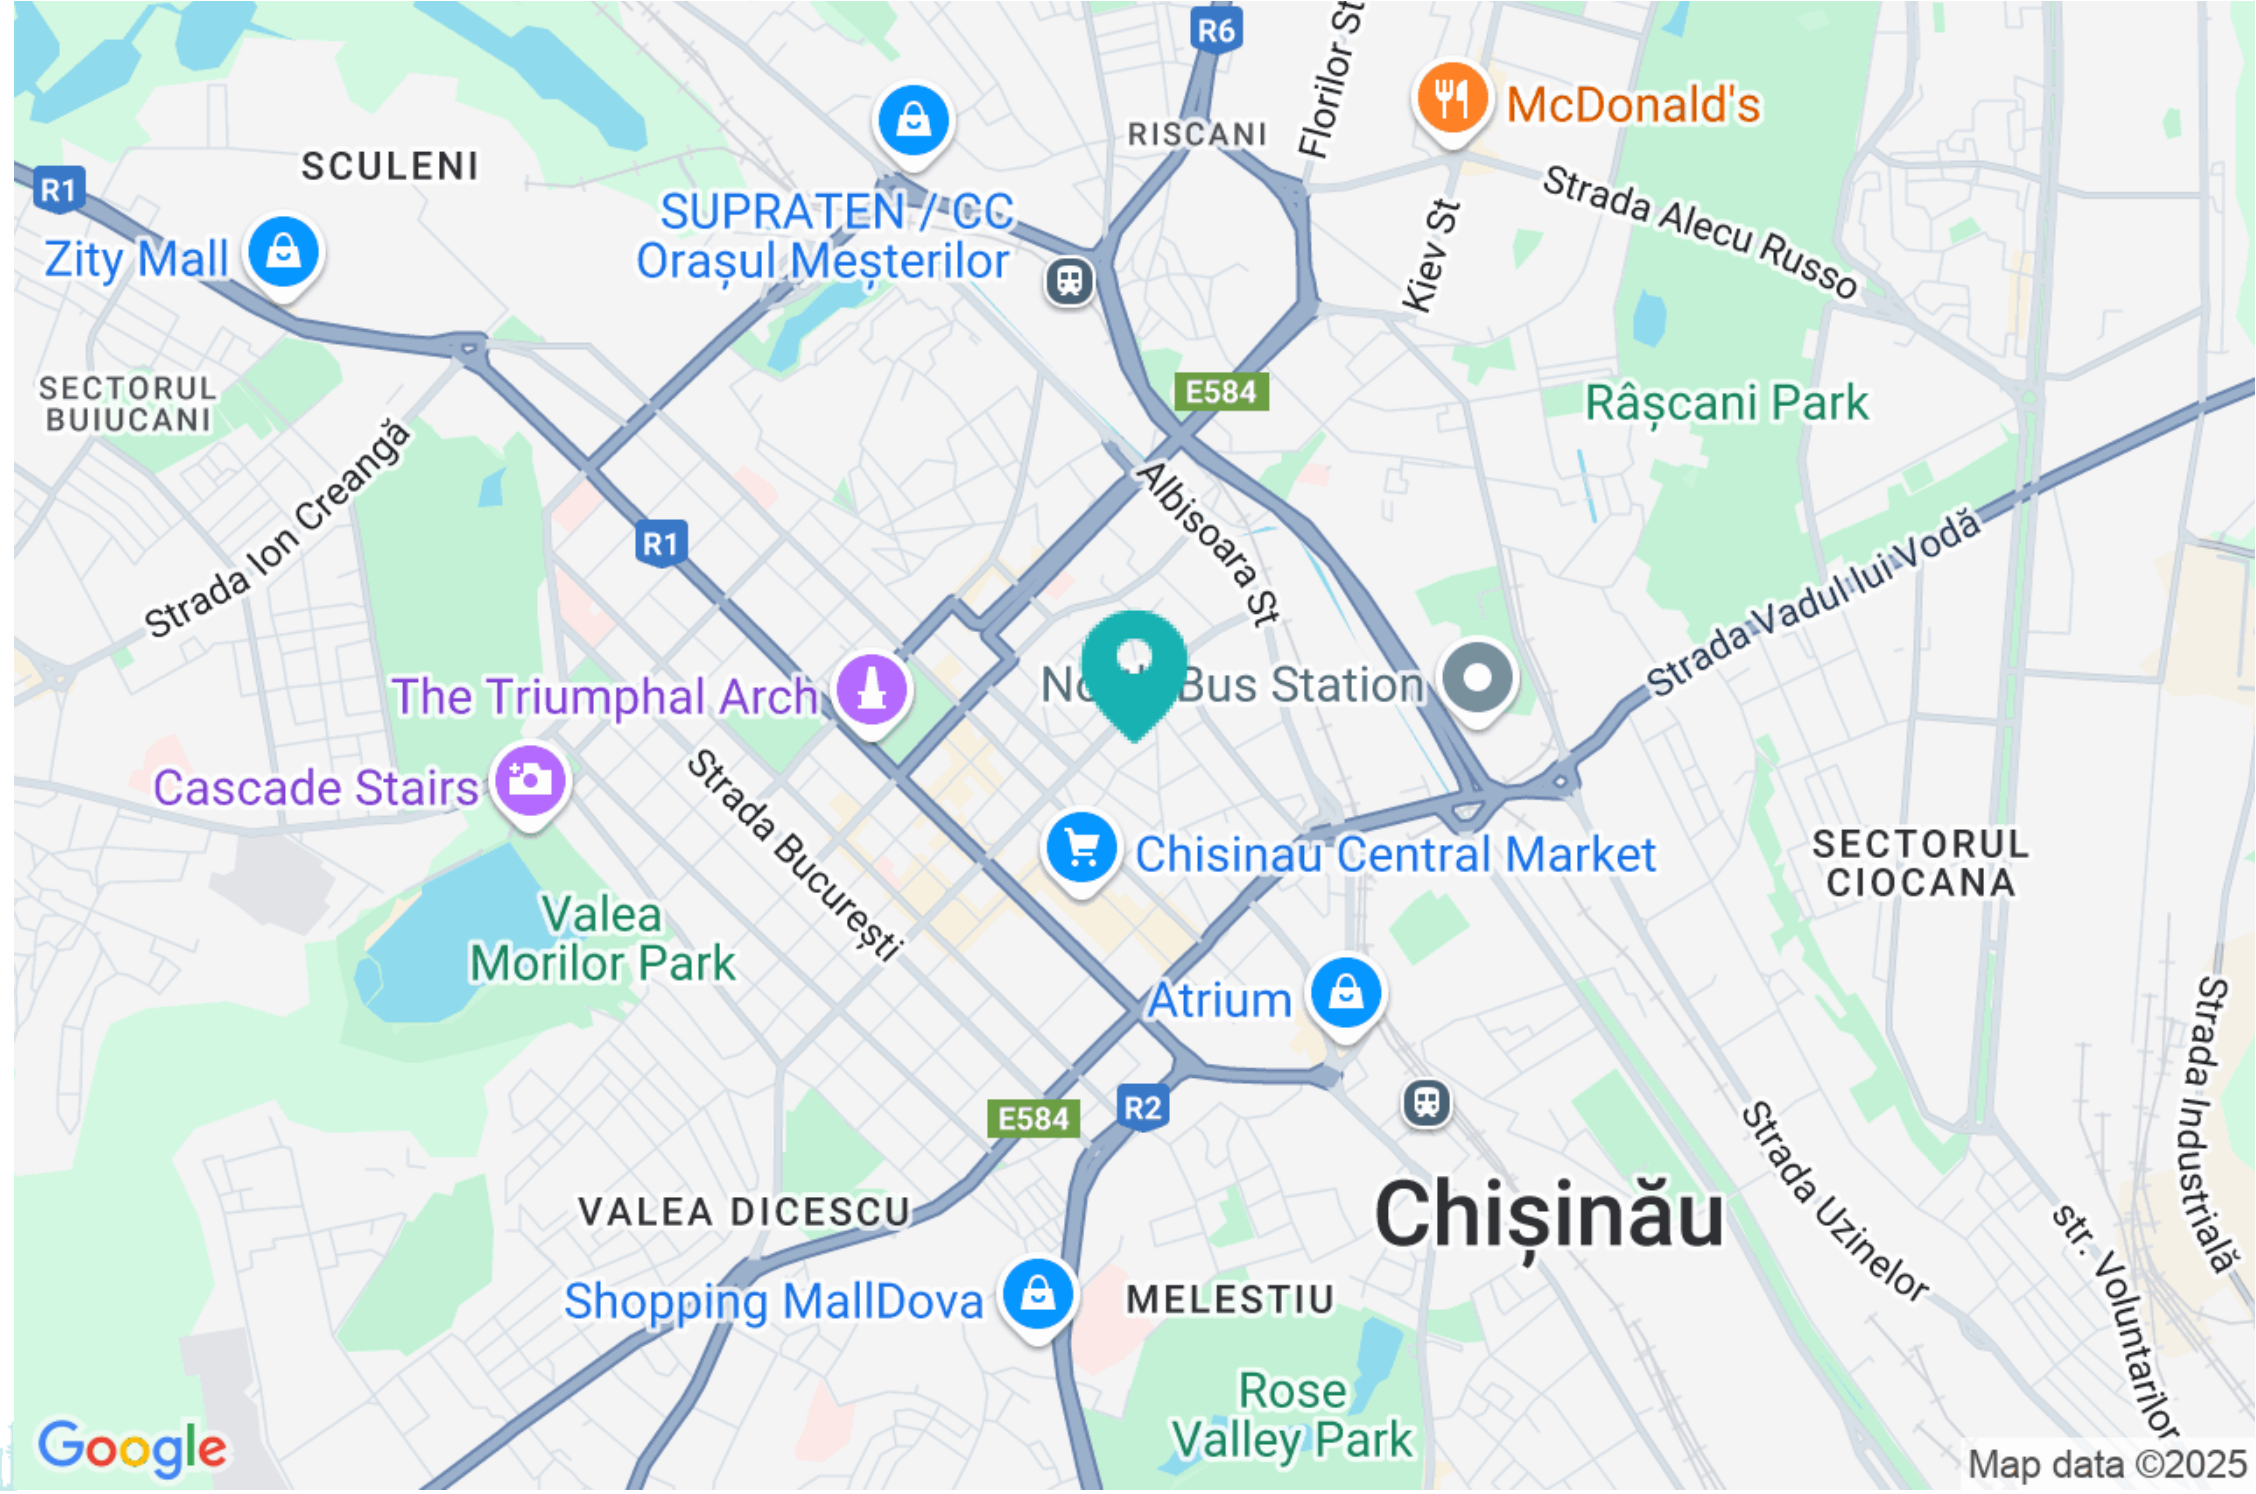 R6
Florilor St
McDonald's
RISCANI
SCULENI
R1
Strada Alecu Russo
SUPRATEN / CC
Orașul Meșterilor
Zity Mall
Kiev St
SECTORUL
BUIUCANI
E584
Râșcani Park
Strada Ion Creangă
Albisoara St
R1
Strada Vadul lui Vodă
The Triumphal Arch
Bus Station
Cascade Stairs
Strada București
Chisinau Central Market
SECTORUL
CIOCANA
Valea
Morilor Park
Atrium
Strada Industrială
E584
R2
Strada Uzinelor
VALEA DICESCU
Chișinău
str. Voluntarilor
Shopping MallDova
MELESTIU
Rose
Valley Park
Google
Map data ©2025